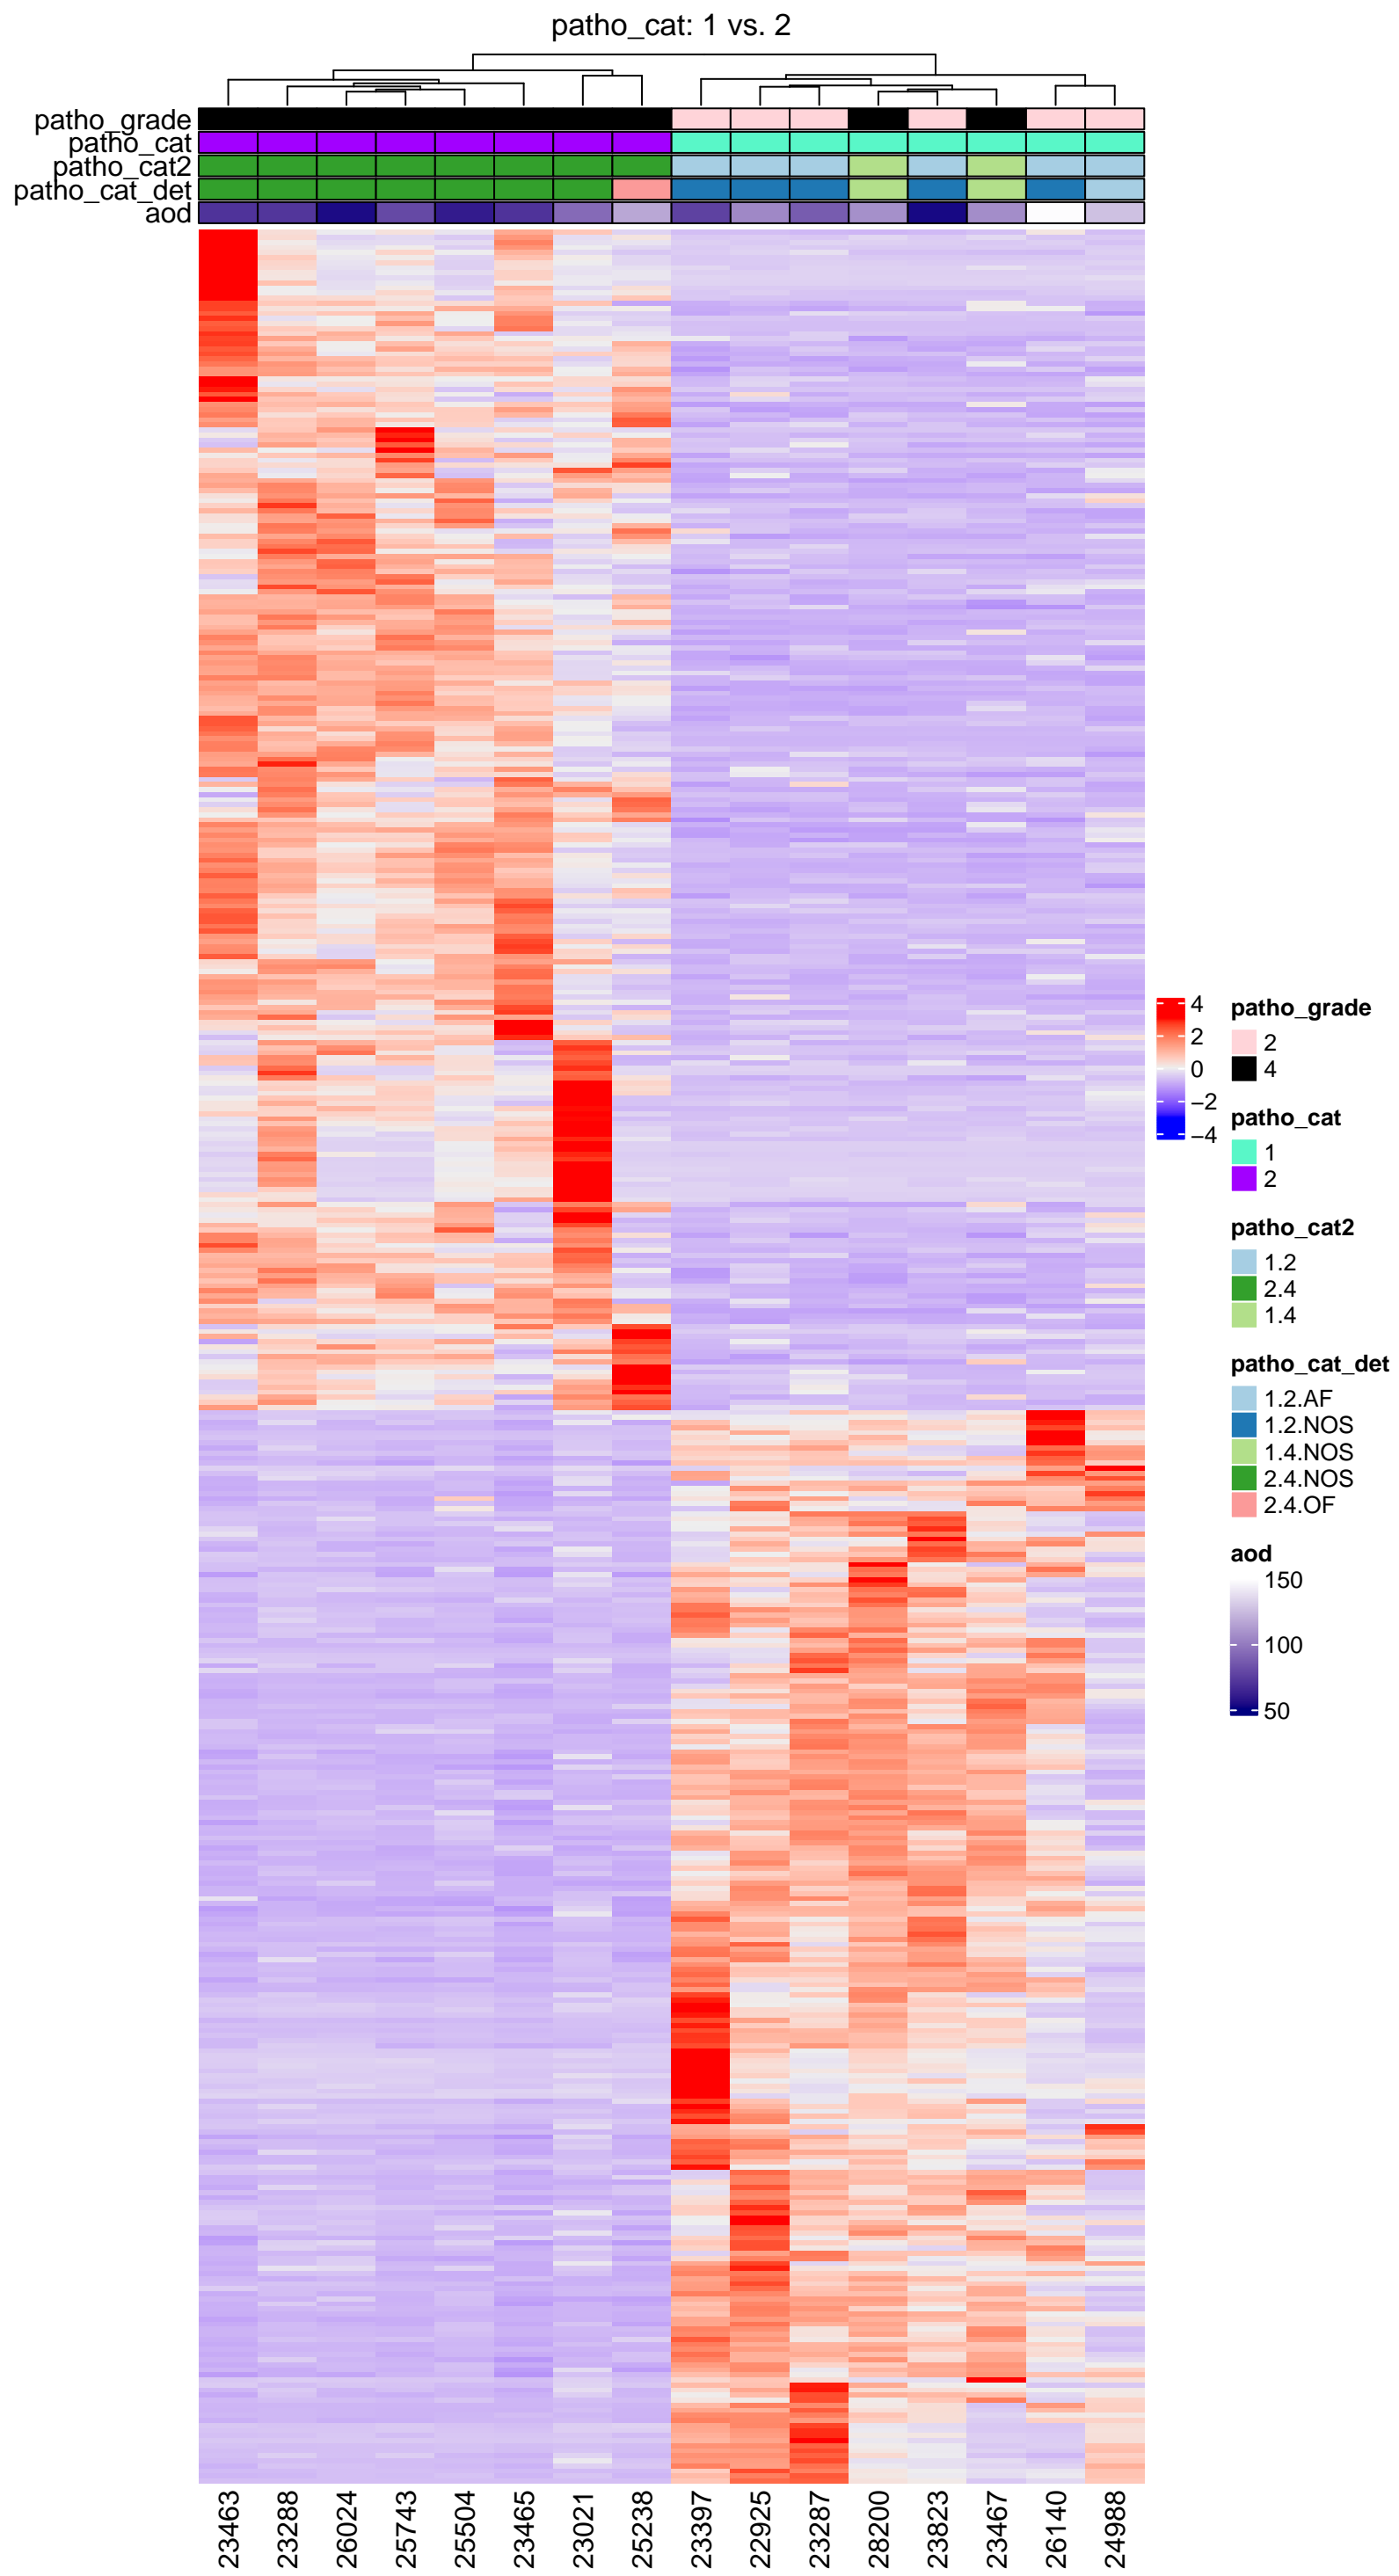 patho_cat: 1 vs. 2
patho_grade
patho_cat
patho_cat2
patho_cat_det
aod
4
2
0
−2
−4
patho_grade
2
4
patho_cat
1
2
patho_cat2
1.2
2.4
1.4
patho_cat_det
1.2.AF
1.2.NOS
1.4.NOS
2.4.NOS
2.4.OF
aod
150
100
50
23463
23288
26024
25743
25504
23465
23021
25238
23397
22925
23287
28200
23823
23467
26140
24988